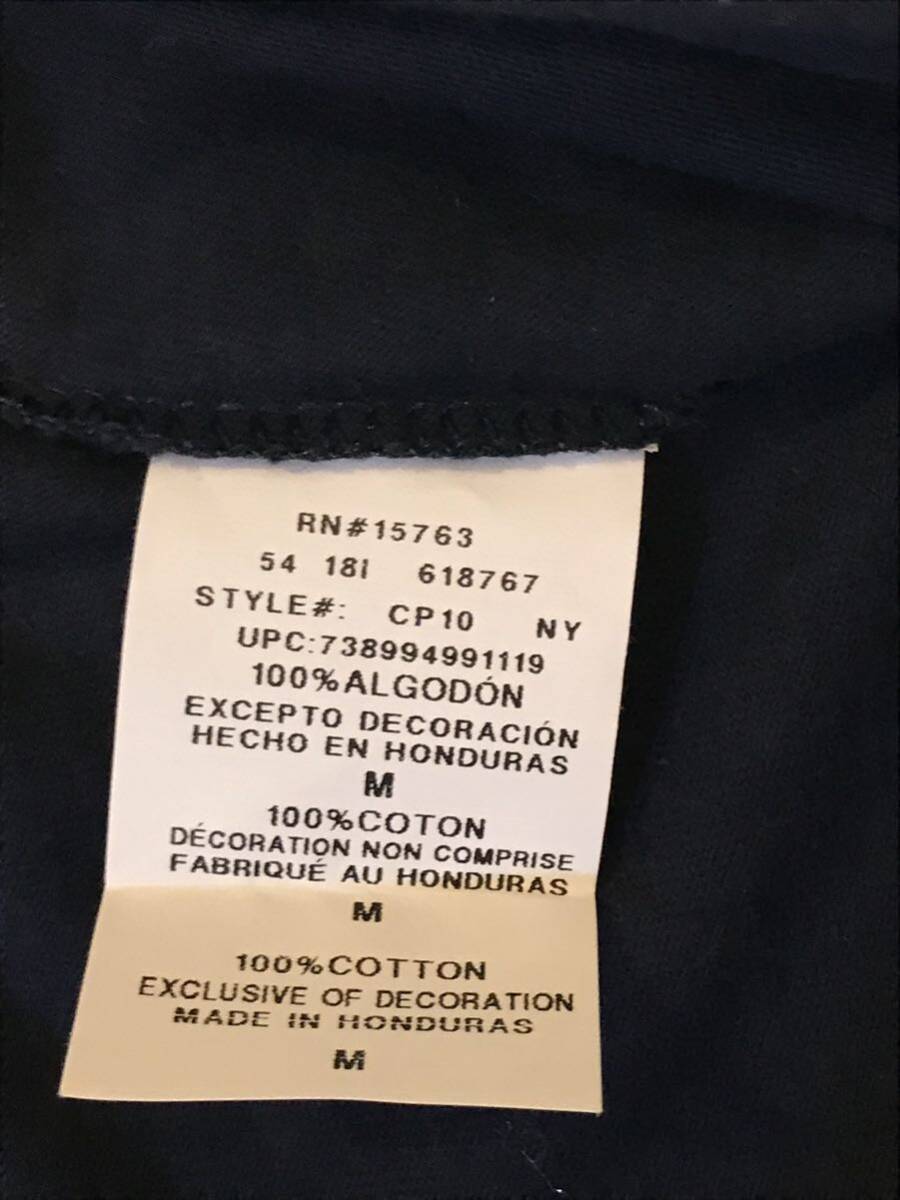 RN#15763
54 18I 618767
STYLE#: CP10 NY
UPC:738994991119
100%ALGODÓN
EXCEPTO DECORACIÓN
HECHO EN HONDURAS
M
100%COTON
DÉCORATION NON COMPRISE
FABRIQUÉ AU HONDURAS
M
100%COTTON
EXCLUSIVE OF DECORATION
MADE IN HONDURAS
M